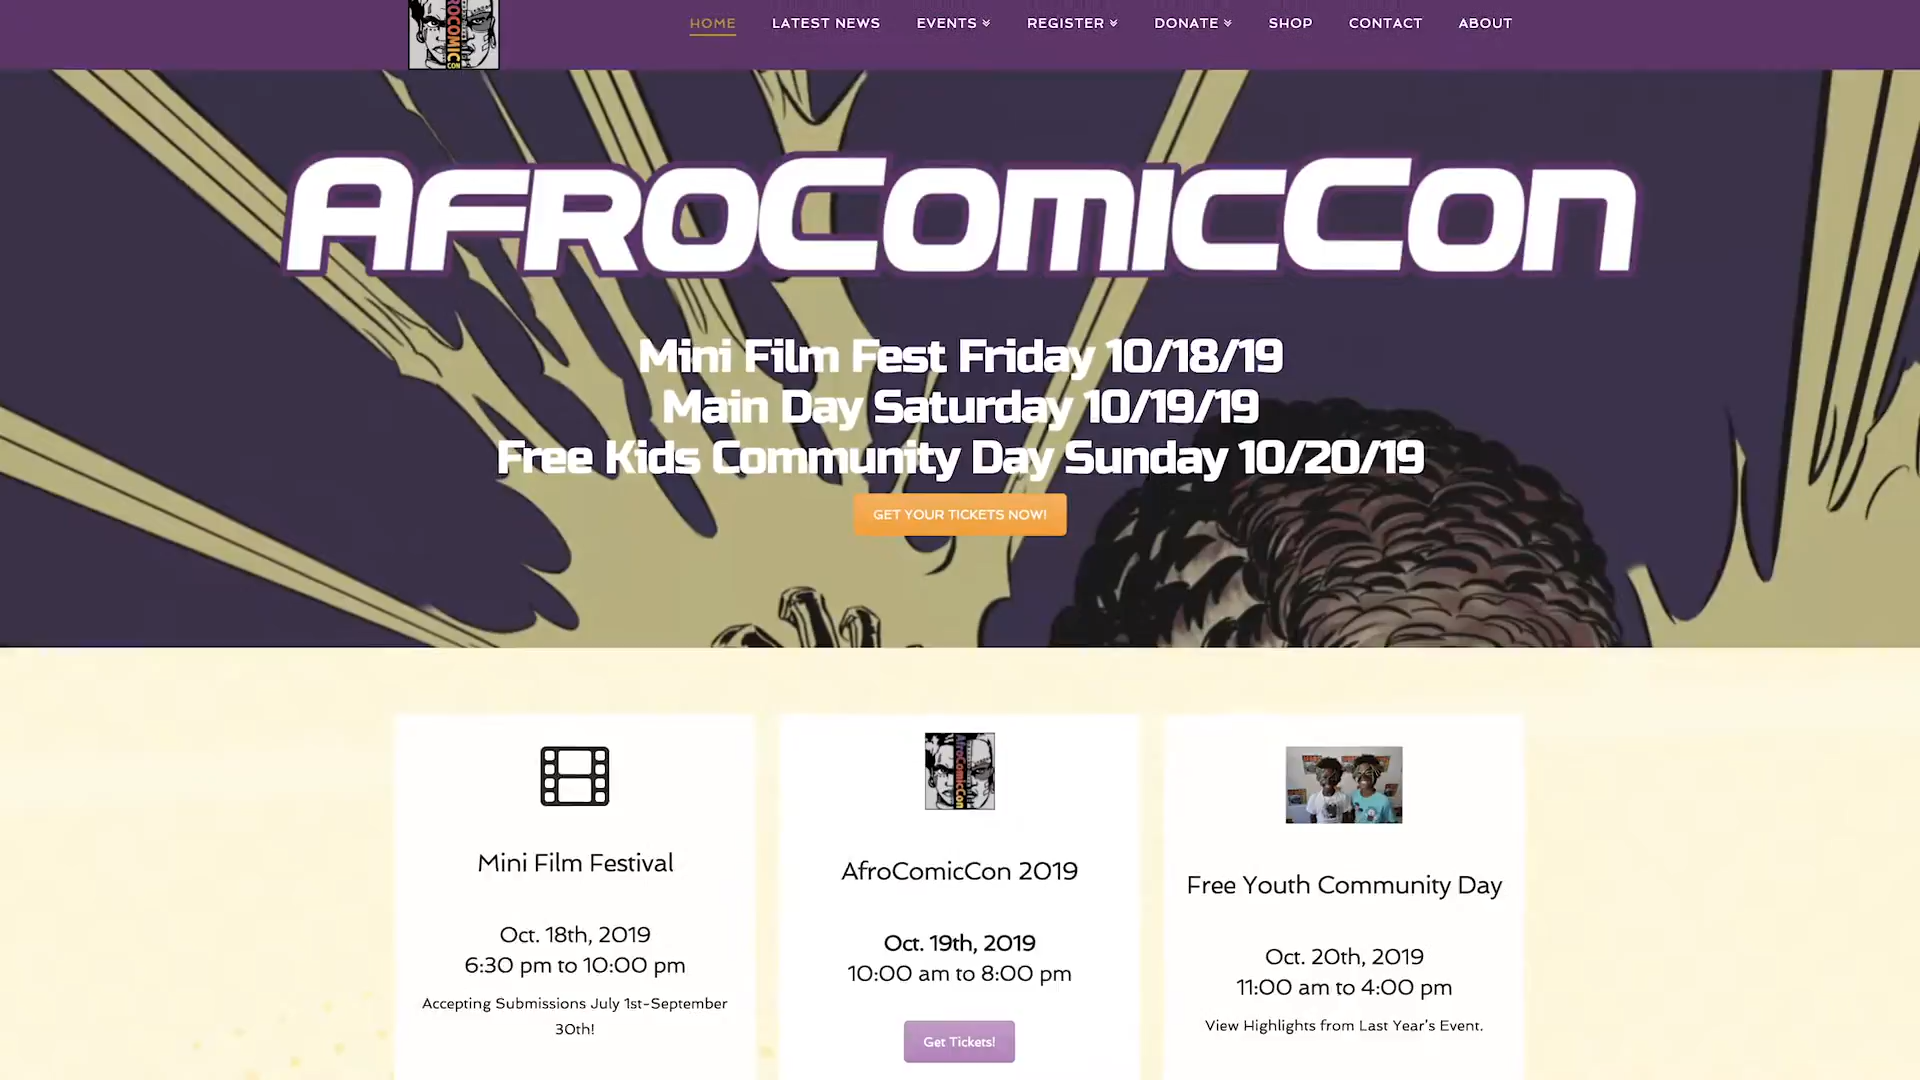 HOME LATEST NEWS EVENTS REGISTER DONATE SHOP CONTACT ABOUT
AFROCOMICCON
Mini Film Fest Friday 10/18/19
Main Day Saturday 10/19/19
Free Kids Community Day Sunday 10/20/19
GET YOUR TICKETS NOW!
Mini Film Festival
Oct. 18th, 2019
6:30 pm to 10:00 pm
Accepting Submissions July 1st-September
30th!
AfroComicCon
AfroComicCon 2019
Oct. 19th, 2019
10:00 am to 8:00 pm
Get Tickets!
Free Youth Community Day
Oct. 20th, 2019
11:00 am to 4:00 pm
View Highlights from Last Year's Event.